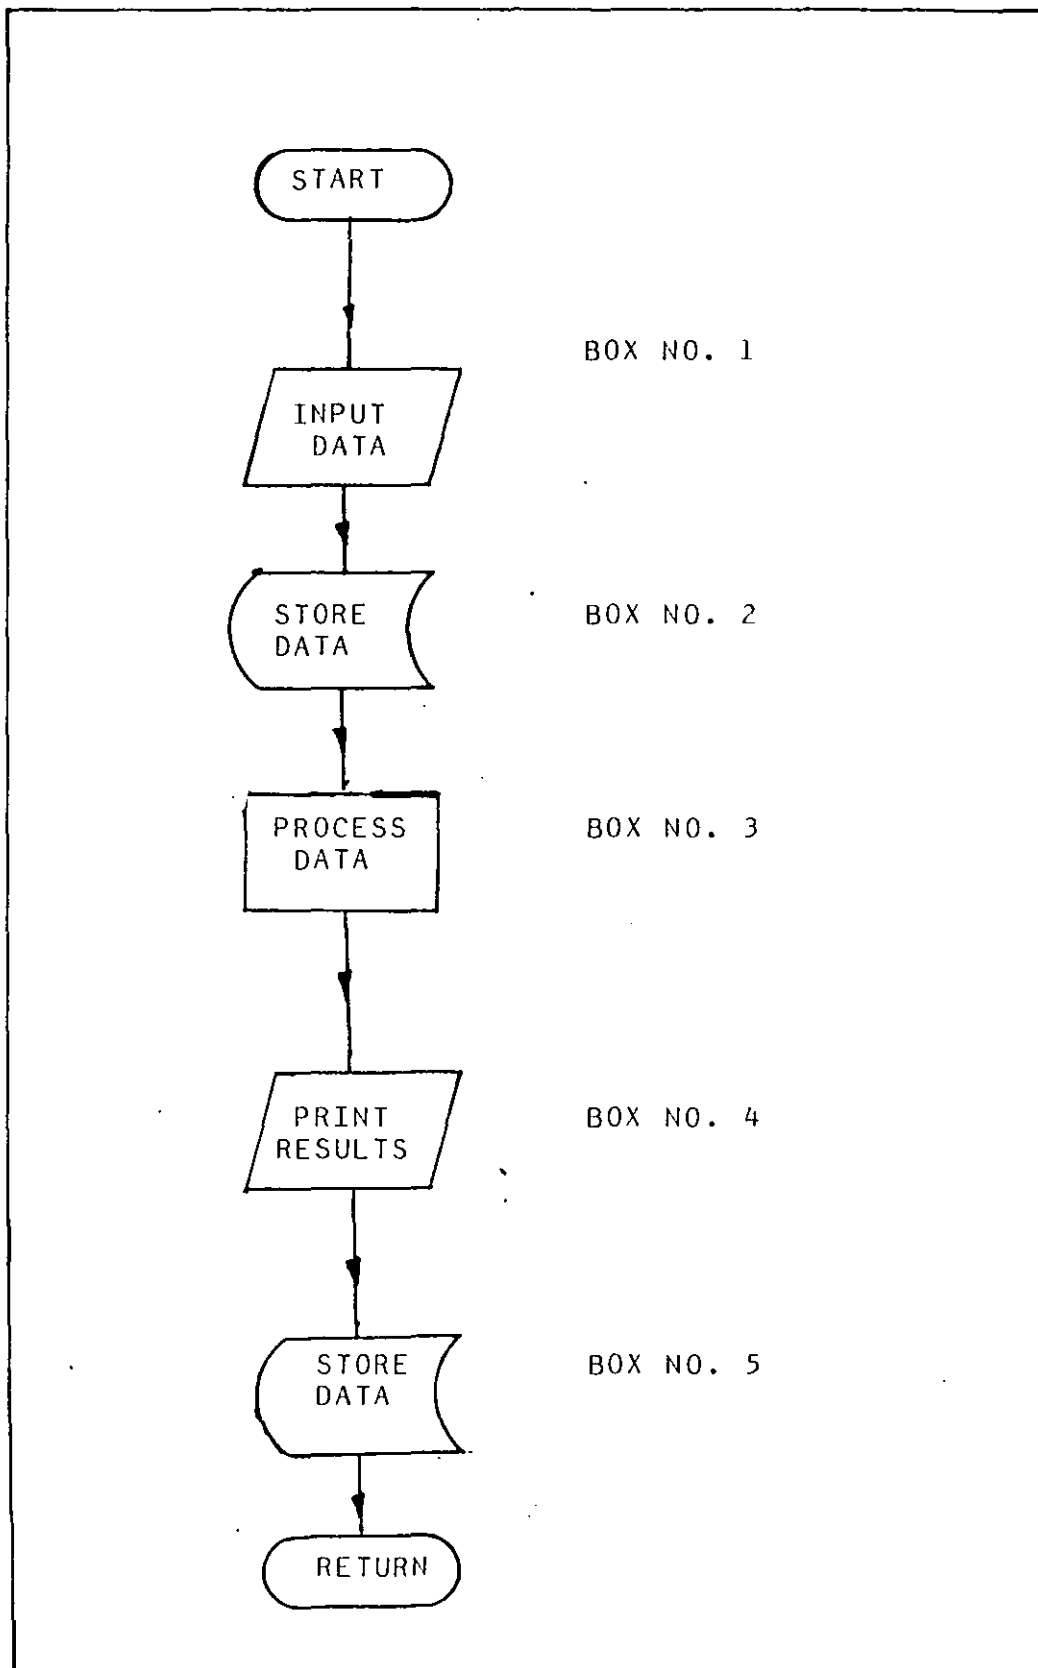 START
BOX NO. 1
INPUT
DATA
STORE
DATA
BOX NO. 2
PROCESS
DATA
BOX NO. 3
PRINT
RESULTS
BOX NO. 4
STORE
DATA
BOX NO. 5
RETURN